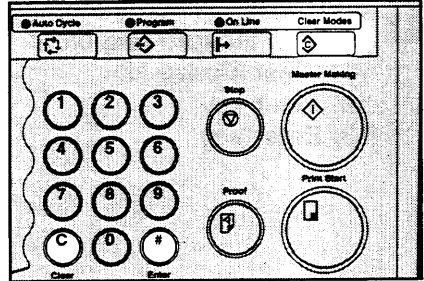 Auto Cycle Program On Line Clear Modes
Master Making
Stop
1 2 3
4 5 6
Proof Print Start
7 8 9
C 0 #
Clear Enter